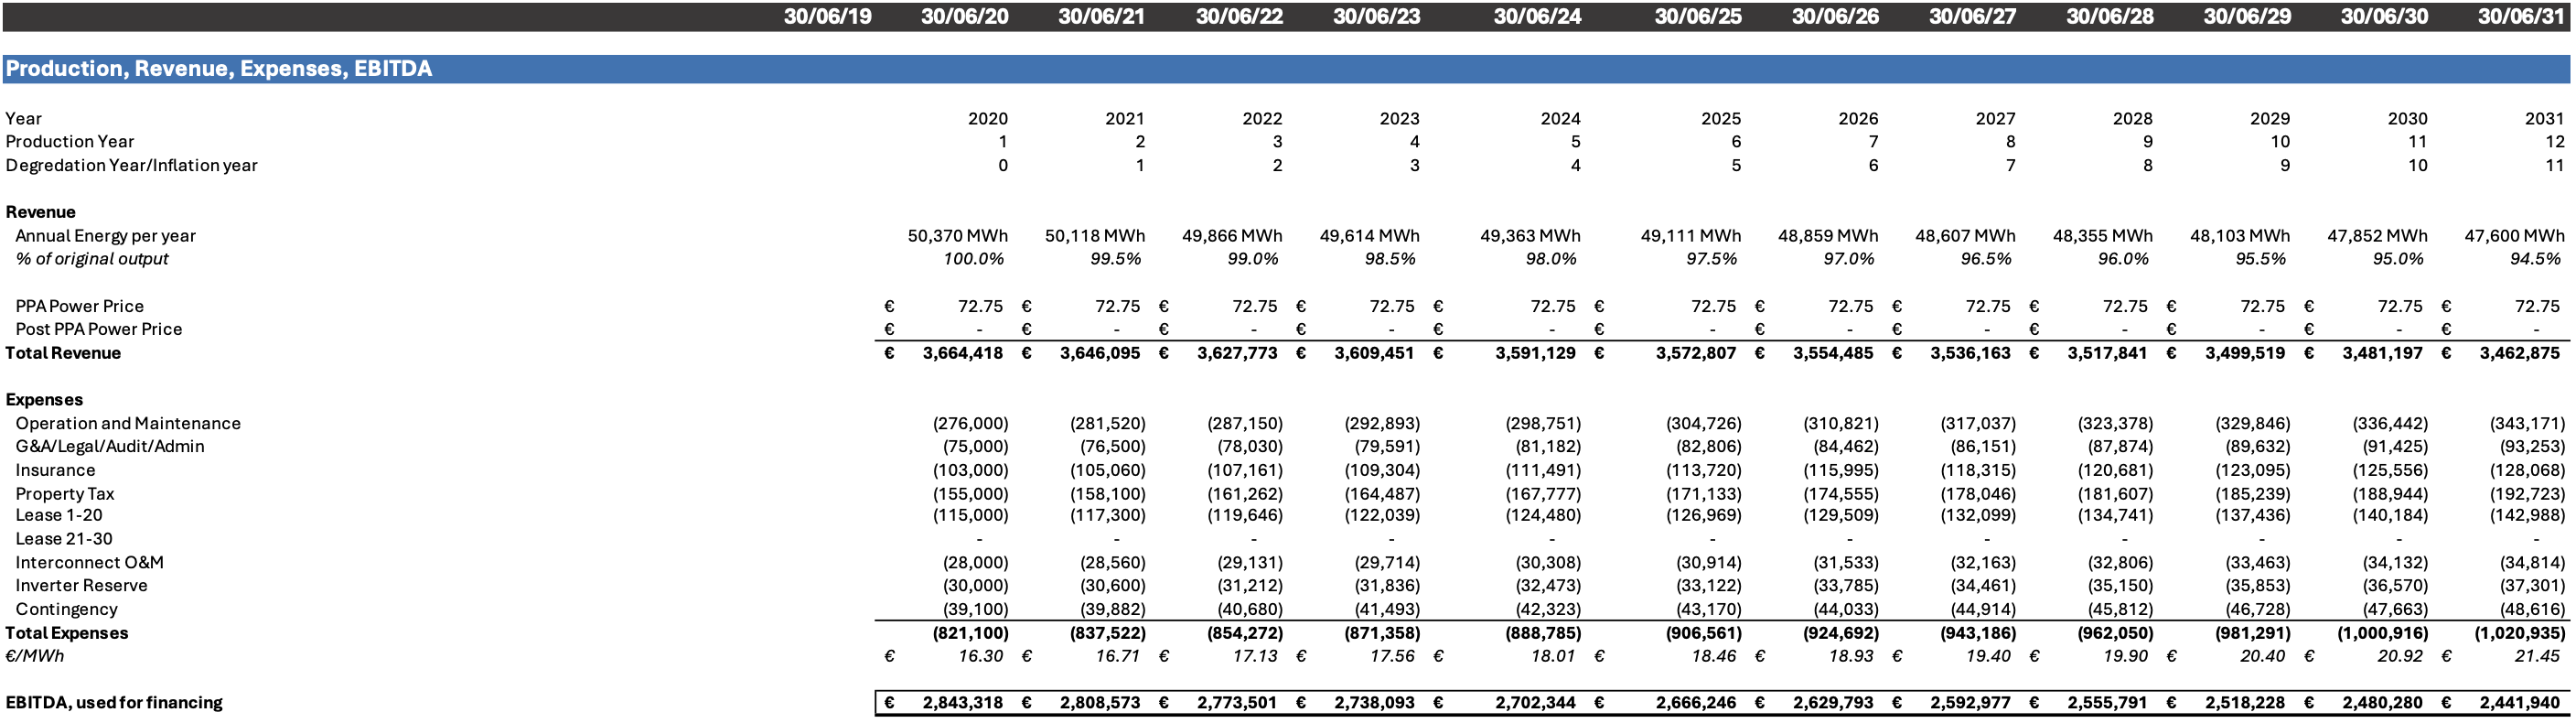 30/06/19 30/06/20 30/06/21 30/06/22 30/06/23 30/06/24 30/06/25 30/06/26 30/06/27 30/06/28 30/06/29 30/06/30 30/06/31
Production, Revenue, Expenses, EBITDA
Year 2020 2021 2022 2023 2024 2025 2026 2027 2028 2029 2030 2031
Production Year 1 2 3 4 5 6 7 8 9 10 11 12
Degredation Year/Inflation year 0 1 2 3 4 5 6 7 8 9 10 11
Revenue
Annual Energy per year 50,370 MWh 50,118 MWh 49,866 MWh 49,614 MWh 49,363 MWh 49,111 MWh 48,859 MWh 48,607 MWh 48,355 MWh 48,103 MWh 47,852 MWh 47,600 MWh
% of original output 100.0% 99.5% 99.0% 98.5% 98.0% 97.5% 97.0% 96.5% 96.0% 95.5% 95.0% 94.5%
PPA Power Price € 72.75 € 72.75 € 72.75 € 72.75 € 72.75 € 72.75 € 72.75 € 72.75 € 72.75 € 72.75 € 72.75 € 72.75
Post PPA Power Price € - € - € - € - € - € - € - € - € - € - € - € -
Total Revenue € 3,664,418 € 3,646,095 € 3,627,773 € 3,609,451 € 3,591,129 € 3,572,807 € 3,554,485 € 3,536,163 € 3,517,841 € 3,499,519 € 3,481,197 € 3,462,875
Expenses
Operation and Maintenance (276,000) (281,520) (287,150) (292,893) (298,751) (304,726) (310,821) (317,037) (323,378) (329,846) (336,442) (343,171)
G&A/Legal/Audit/Admin (75,000) (76,500) (78,030) (79,591) (81,182) (82,806) (84,462) (86,151) (87,874) (89,632) (91,425) (93,253)
Insurance (103,000) (105,060) (107,161) (109,304) (111,491) (113,720) (115,995) (118,315) (120,681) (123,095) (125,556) (128,068)
Property Tax (155,000) (158,100) (161,262) (164,487) (167,777) (171,133) (174,555) (178,046) (181,607) (185,239) (188,944) (192,723)
Lease 1-20 (115,000) (117,300) (119,646) (122,039) (124,480) (126,969) (129,509) (132,099) (134,741) (137,436) (140,184) (142,988)
Lease 21-30 - - - - - - - - - - - -
Interconnect O&M (28,000) (28,560) (29,131) (29,714) (30,308) (30,914) (31,533) (32,163) (32,806) (33,463) (34,132) (34,814)
Inverter Reserve (30,000) (30,600) (31,212) (31,836) (32,473) (33,122) (33,785) (34,461) (35,150) (35,853) (36,570) (37,301)
Contingency (39,100) (39,882) (40,680) (41,493) (42,323) (43,170) (44,033) (44,914) (45,812) (46,728) (47,663) (48,616)
Total Expenses (821,100) (837,522) (854,272) (871,358) (888,785) (906,561) (924,692) (943,186) (962,050) (981,291) (1,000,916) (1,020,935)
€/MWh € 16.30 € 16.71 € 17.13 € 17.56 € 18.01 € 18.46 € 18.93 € 19.40 € 19.90 € 20.40 € 20.92 € 21.45
EBITDA, used for financing € 2,843,318 € 2,808,573 € 2,773,501 € 2,738,093 € 2,702,344 € 2,666,246 € 2,629,793 € 2,592,977 € 2,555,791 € 2,518,228 € 2,480,280 € 2,441,940